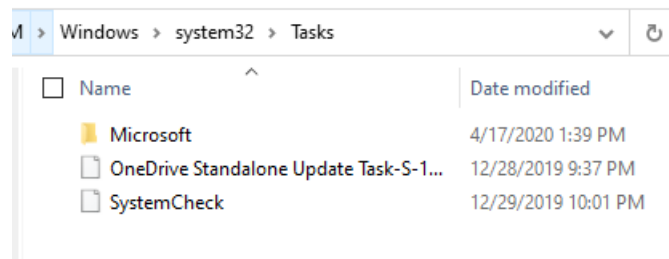 M > Windows > system32 > Tasks
Name Date modified
Microsoft 4/17/2020 1:39 PM
OneDrive Standalone Update Task-S-1... 12/28/2019 9:37 PM
SystemCheck 12/29/2019 10:01 PM